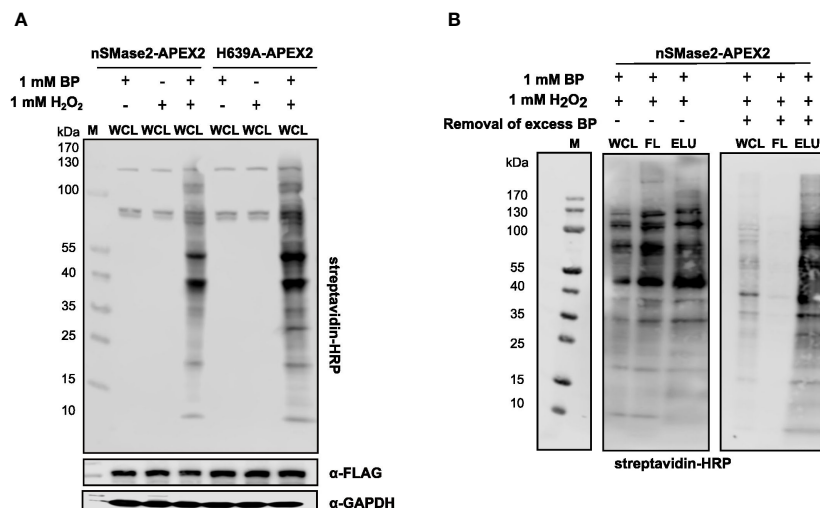 A
nSMase2-APEX2 H639A-APEX2
1 mM BP + - + + - +
1 mM H₂O₂ - + + - + +
kDa M WCL WCL WCL WCL WCL WCL
170
130
100
55
40
35
25
15
10
streptavidin-HRP
α-FLAG
α-GAPDH
B
nSMase2-APEX2
1 mM BP + + + + + +
1 mM H₂O₂ + + + + + +
Removal of excess BP - - - + + +
M WCL FL ELU WCL FL ELU
kDa
170
130
100
55
40
35
25
15
10
streptavidin-HRP